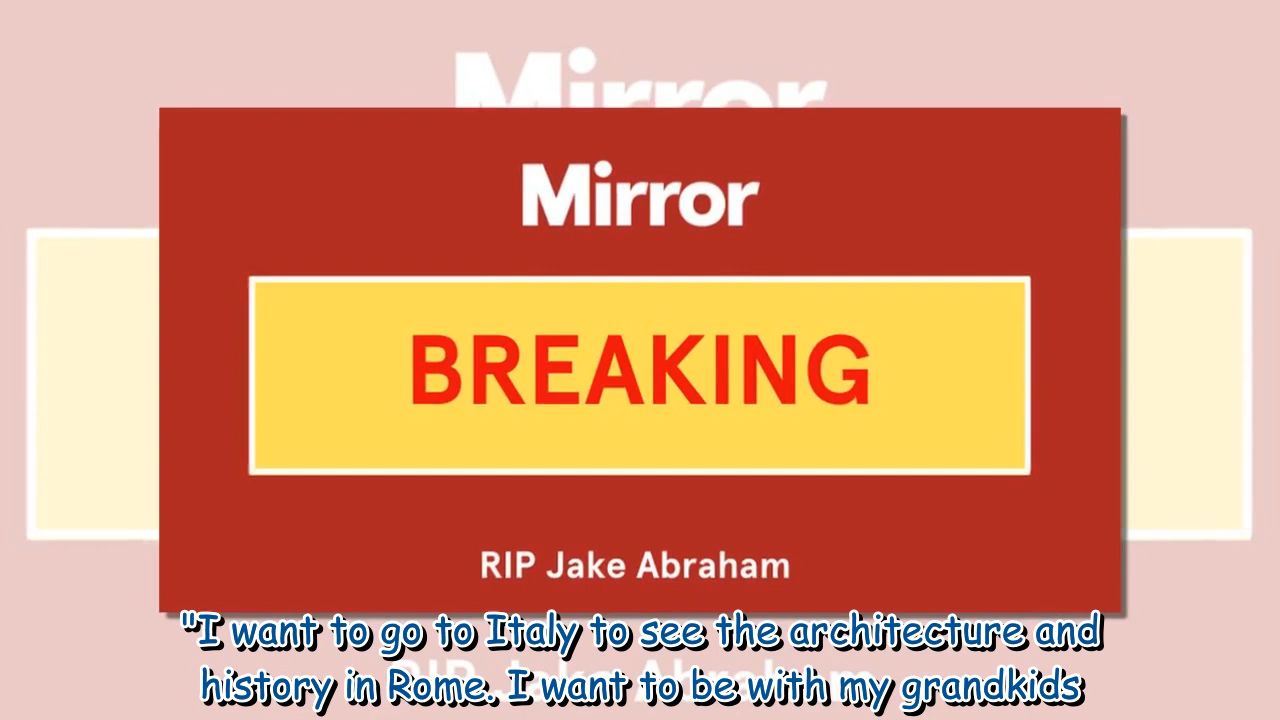 Mirror
Mirror
BREAKING
RIP Jake Abraham
"I want to go to Italy to see the architecture and
history in Rome. I want to be with my grandkids